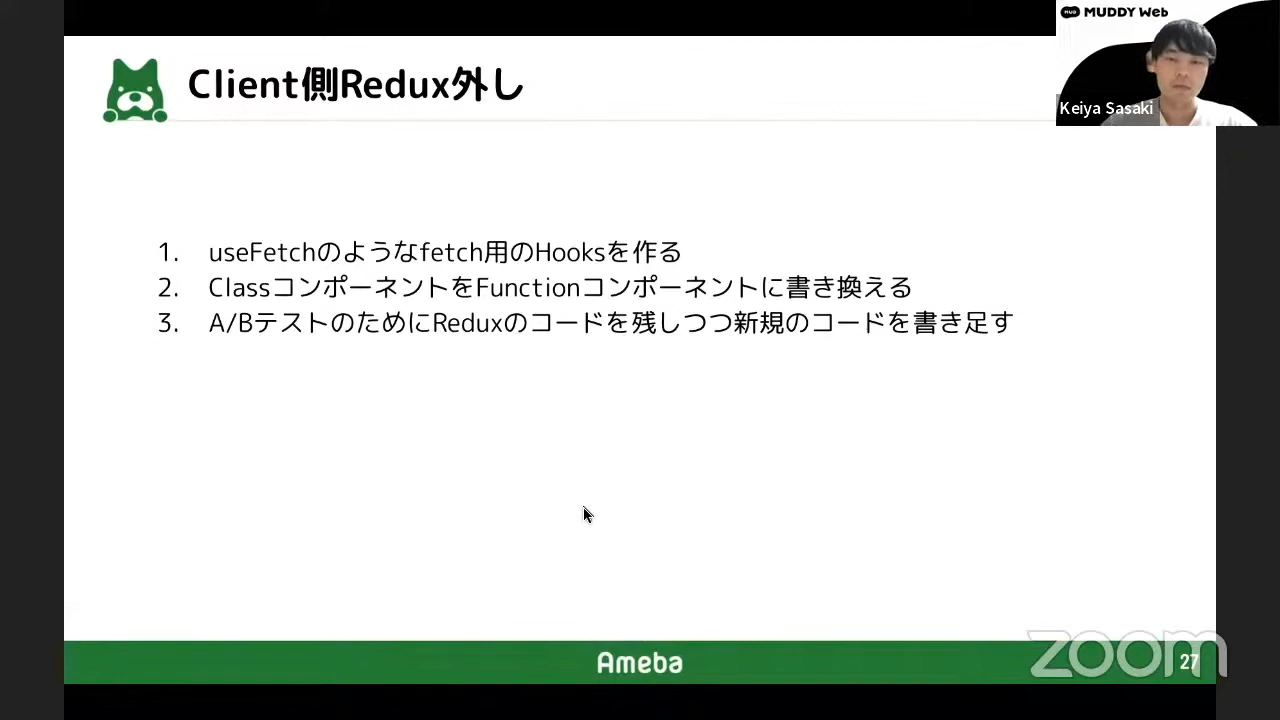 MUDDY Web
Client側Redux外し
Keiya Sasaki
1. useFetchのようなfetch用のHooksを作る
2. ClassコンポーネントをFunctionコンポーネントに書き換える
3. A/BテストのためにReduxのコードを残しつつ新規のコードを書き足す
Ameba
zoom
27